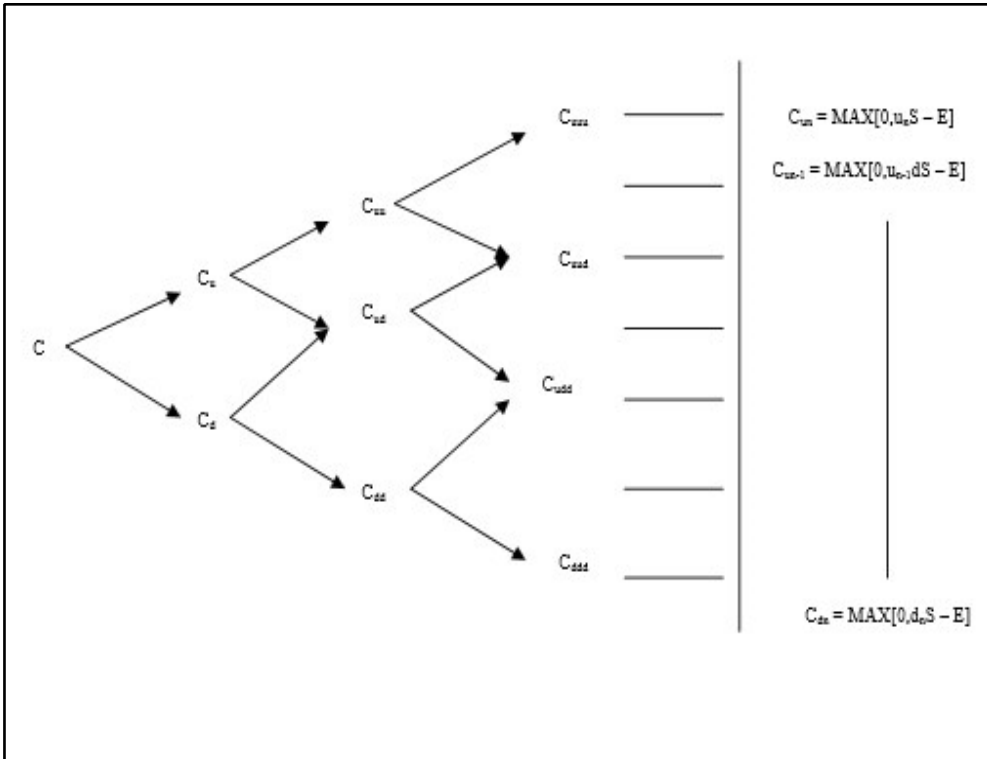 Cuuu
Cun = MAX[0,unS – E]
Cun-1 = MAX[0,un-1dS – E]
Cuu
Cuud
Cu
Cud
C
Cudd
Cd
Cdd
Cddd
Cdn = MAX[0,dnS – E]